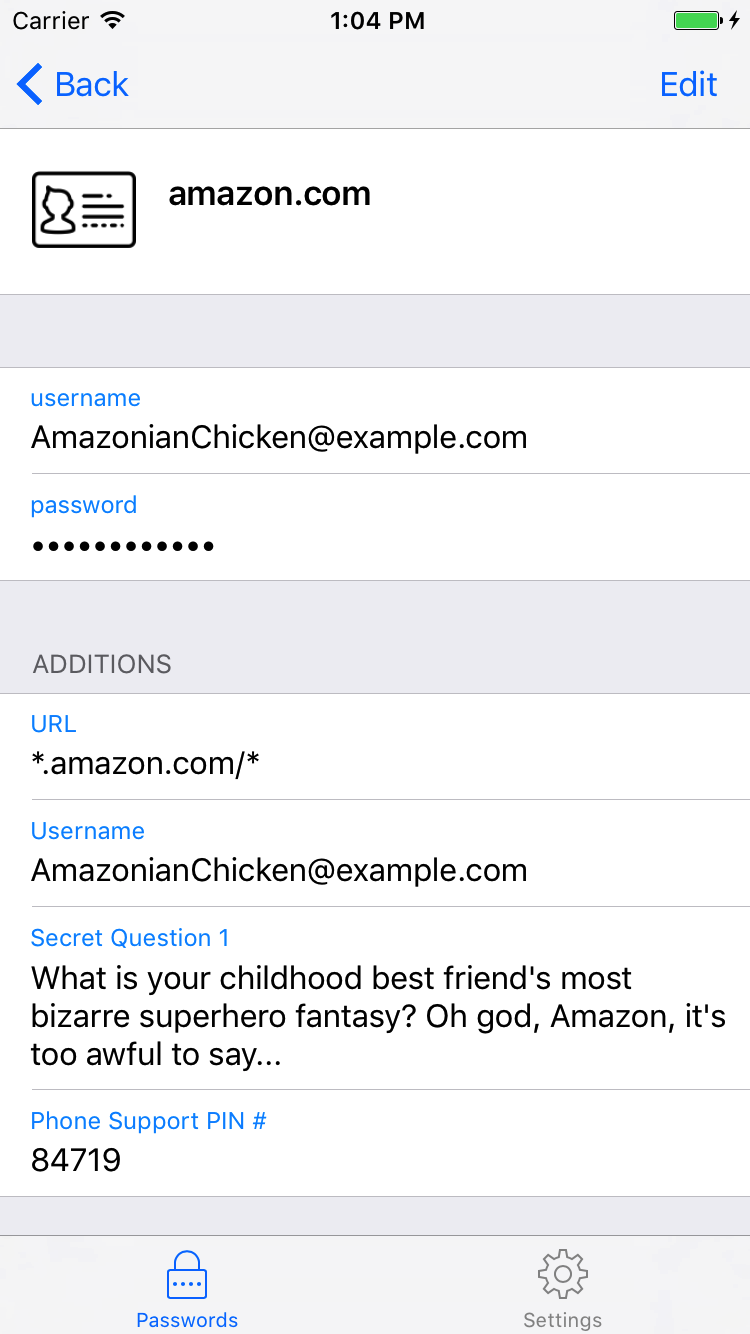 Carrier 1:04 PM
Back Edit
amazon.com
username
AmazonianChicken@example.com
password
••••••••••••
ADDITIONS
URL
*.amazon.com/*
Username
AmazonianChicken@example.com
Secret Question 1
What is your childhood best friend's most
bizarre superhero fantasy? Oh god, Amazon, it's
too awful to say...
Phone Support PIN #
84719
Passwords Settings